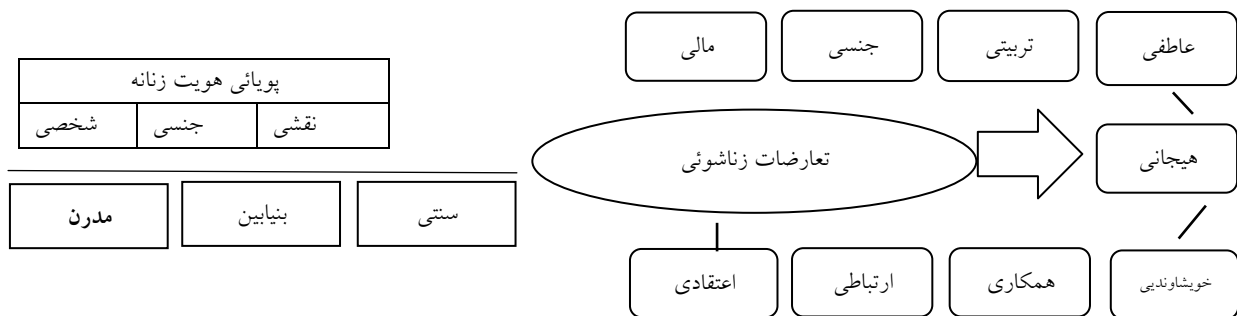 عاطفی
تربیتی
جنسی
مالی
هیجانی
تعارضات زناشوئی
خویشاوندیی
همکاری
ارتباطی
اعتقادی
پویائی هویت زنانه
نقشی
جنسی
شخصی
سنتی
بنیابین
مدرن